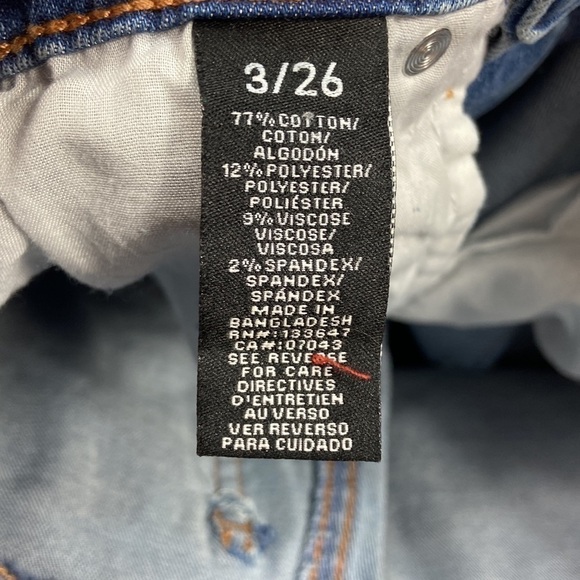 3/26
77% COTTON/
COTON/
ALGODÓN
12% POLYESTER/
POLYESTER/
POLIÉSTER
9% VISCOSE
VISCOSE/
VISCOSA
2% SPANDEX/
SPANDEX/
SPÁNDEX
MADE IN
BANGLADESH
RN#:133647
CA#:07043
SEE REVERSE
FOR CARE
DIRECTIVES
D'ENTRETIEN
AU VERSO
VER REVERSO
PARA CUIDADO